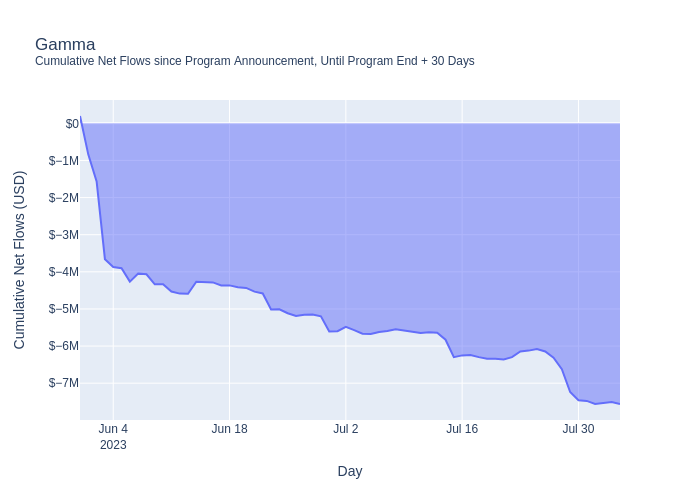 Gamma
Cumulative Net Flows since Program Announcement, Until Program End + 30 Days
Cumulative Net Flows (USD)
$0
$−1M
$−2M
$−3M
$−4M
$−5M
$−6M
$−7M
Jun 4
2023
Jun 18
Jul 2
Jul 16
Jul 30
Day